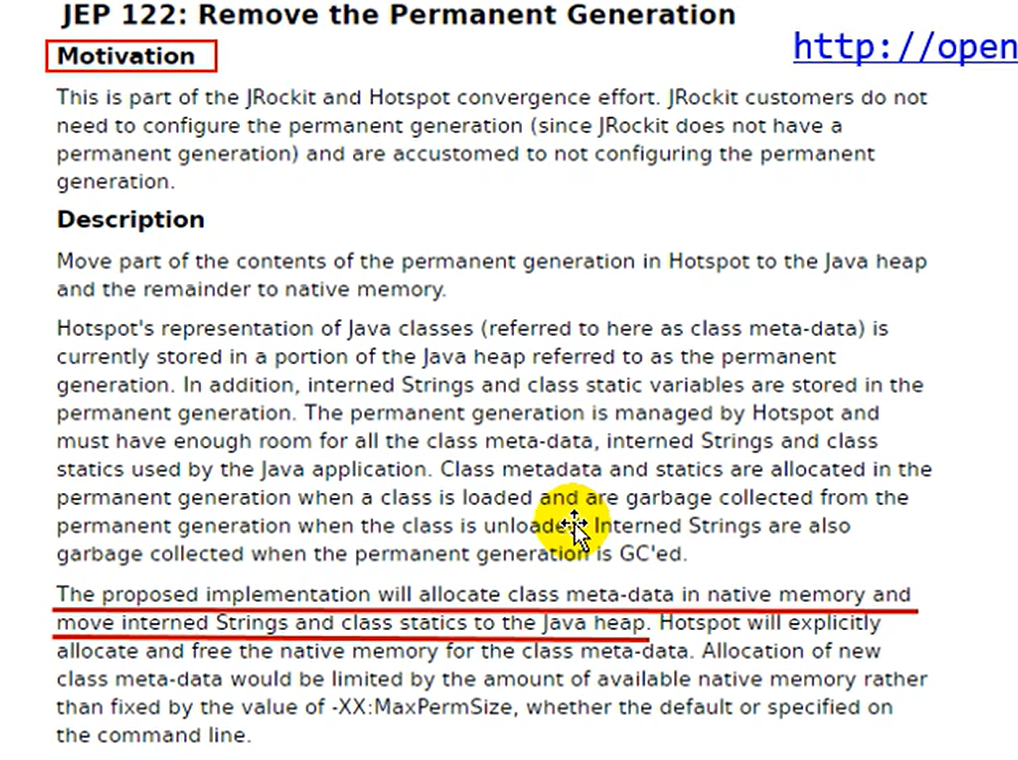 JEP 122: Remove the Permanent Generation
Motivation
http://open
This is part of the JRockit and Hotspot convergence effort. JRockit customers do not
need to configure the permanent generation (since JRockit does not have a
permanent generation) and are accustomed to not configuring the permanent
generation.
Description
Move part of the contents of the permanent generation in Hotspot to the Java heap
and the remainder to native memory.
Hotspot's representation of Java classes (referred to here as class meta-data) is
currently stored in a portion of the Java heap referred to as the permanent
generation. In addition, interned Strings and class static variables are stored in the
permanent generation. The permanent generation is managed by Hotspot and
must have enough room for all the class meta-data, interned Strings and class
statics used by the Java application. Class metadata and statics are allocated in the
permanent generation when a class is loaded and are garbage collected from the
permanent generation when the class is unloaded. Interned Strings are also
garbage collected when the permanent generation is GC'ed.
The proposed implementation will allocate class meta-data in native memory and
move interned Strings and class statics to the Java heap. Hotspot will explicitly
allocate and free the native memory for the class meta-data. Allocation of new
class meta-data would be limited by the amount of available native memory rather
than fixed by the value of -XX:MaxPermSize, whether the default or specified on
the command line.